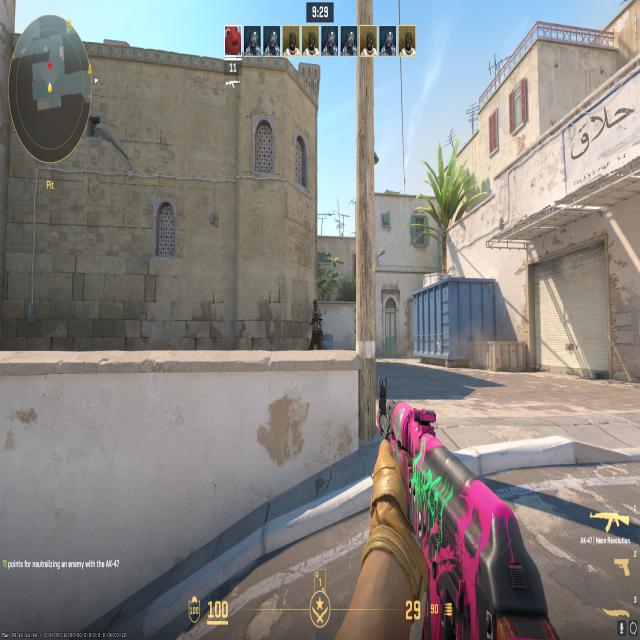 9:29
Pit
حلاق
11 points for neutralizing an enemy with the AK-47
AK-47 | Neon Revolution
2
3
100
29
90